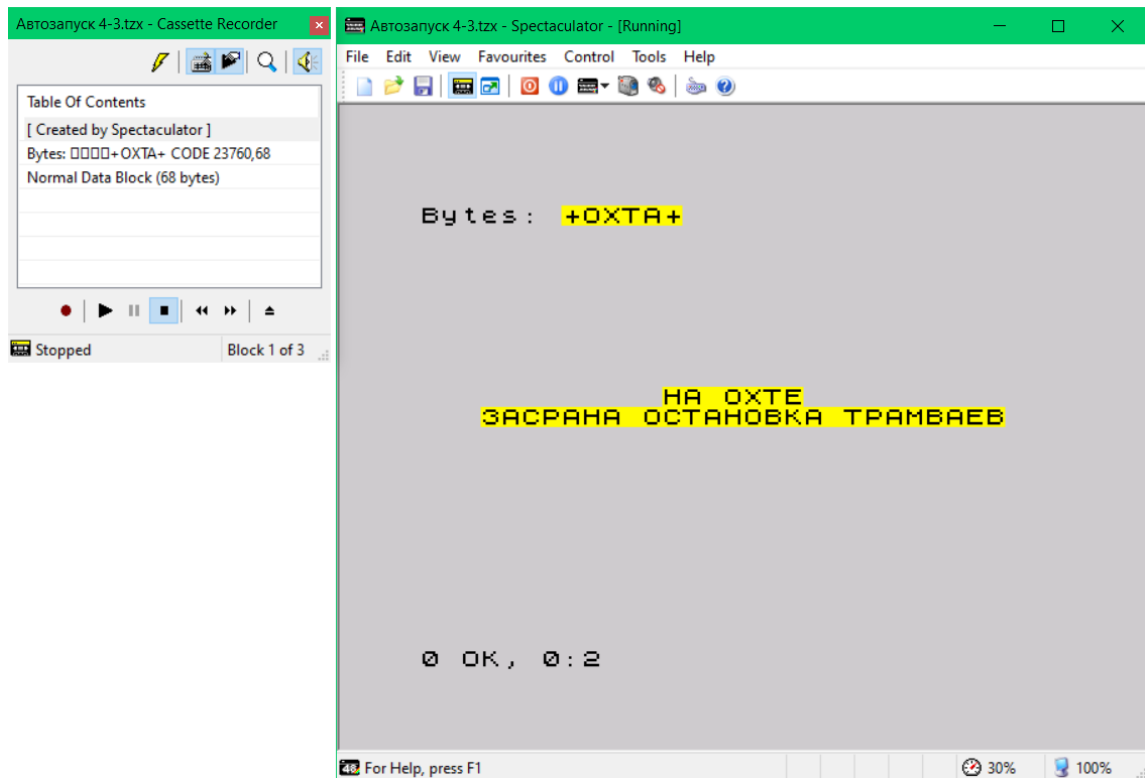 Автозапуск 4-3.tzx - Cassette Recorder
Table Of Contents
[ Created by Spectaculator ]
Bytes: □□□□+OXTA+ CODE 23760,68
Normal Data Block (68 bytes)
Stopped
Block 1 of 3
Автозапуск 4-3.tzx - Spectaculator - [Running]
File Edit View Favourites Control Tools Help
Bytes: +OXTA+
НА ОХТЕ
ЗАСРАНА ОСТАНОВКА ТРАМВАЕВ
0 OK, 0:2
48 For Help, press F1
30%
100%